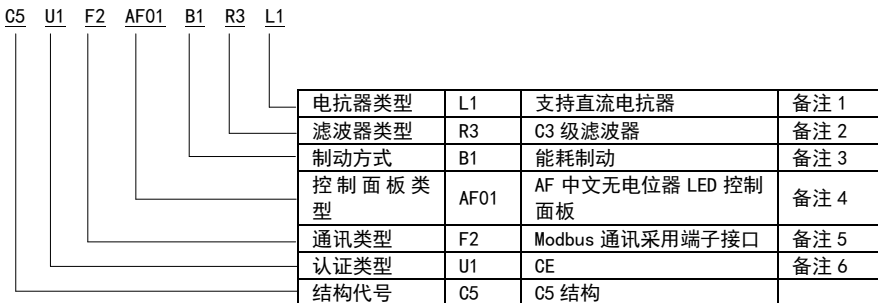 C5 U1 F2 AF01 B1 R3 L1
电抗器类型 L1 支持直流电抗器 备注 1
滤波器类型 R3 C3 级滤波器 备注 2
制动方式 B1 能耗制动 备注 3
控制面板类型 AF01 AF 中文无电位器 LED 控制面板 备注 4
通讯类型 F2 Modbus 通讯采用端子接口 备注 5
认证类型 U1 CE 备注 6
结构代号 C5 C5 结构